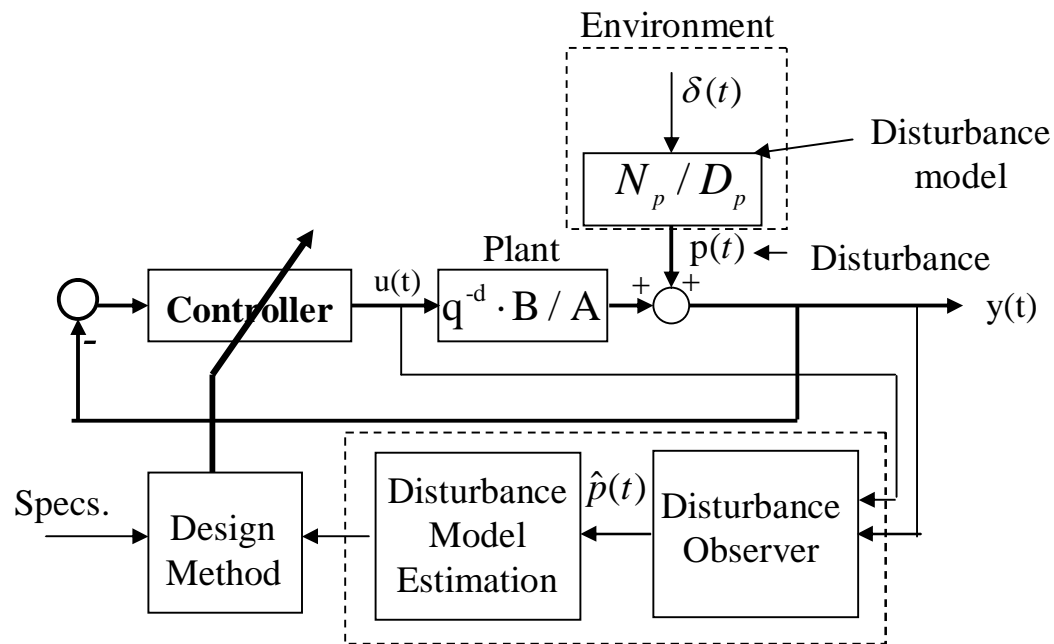 Environment
δ(t)
Disturbance
model
N_p / D_p
Plant
p(t)
Disturbance
Controller
u(t)
q^{-d} · B / A
+
+
y(t)
-
Specs.
Design
Method
Disturbance
Model
Estimation
p̂(t)
Disturbance
Observer